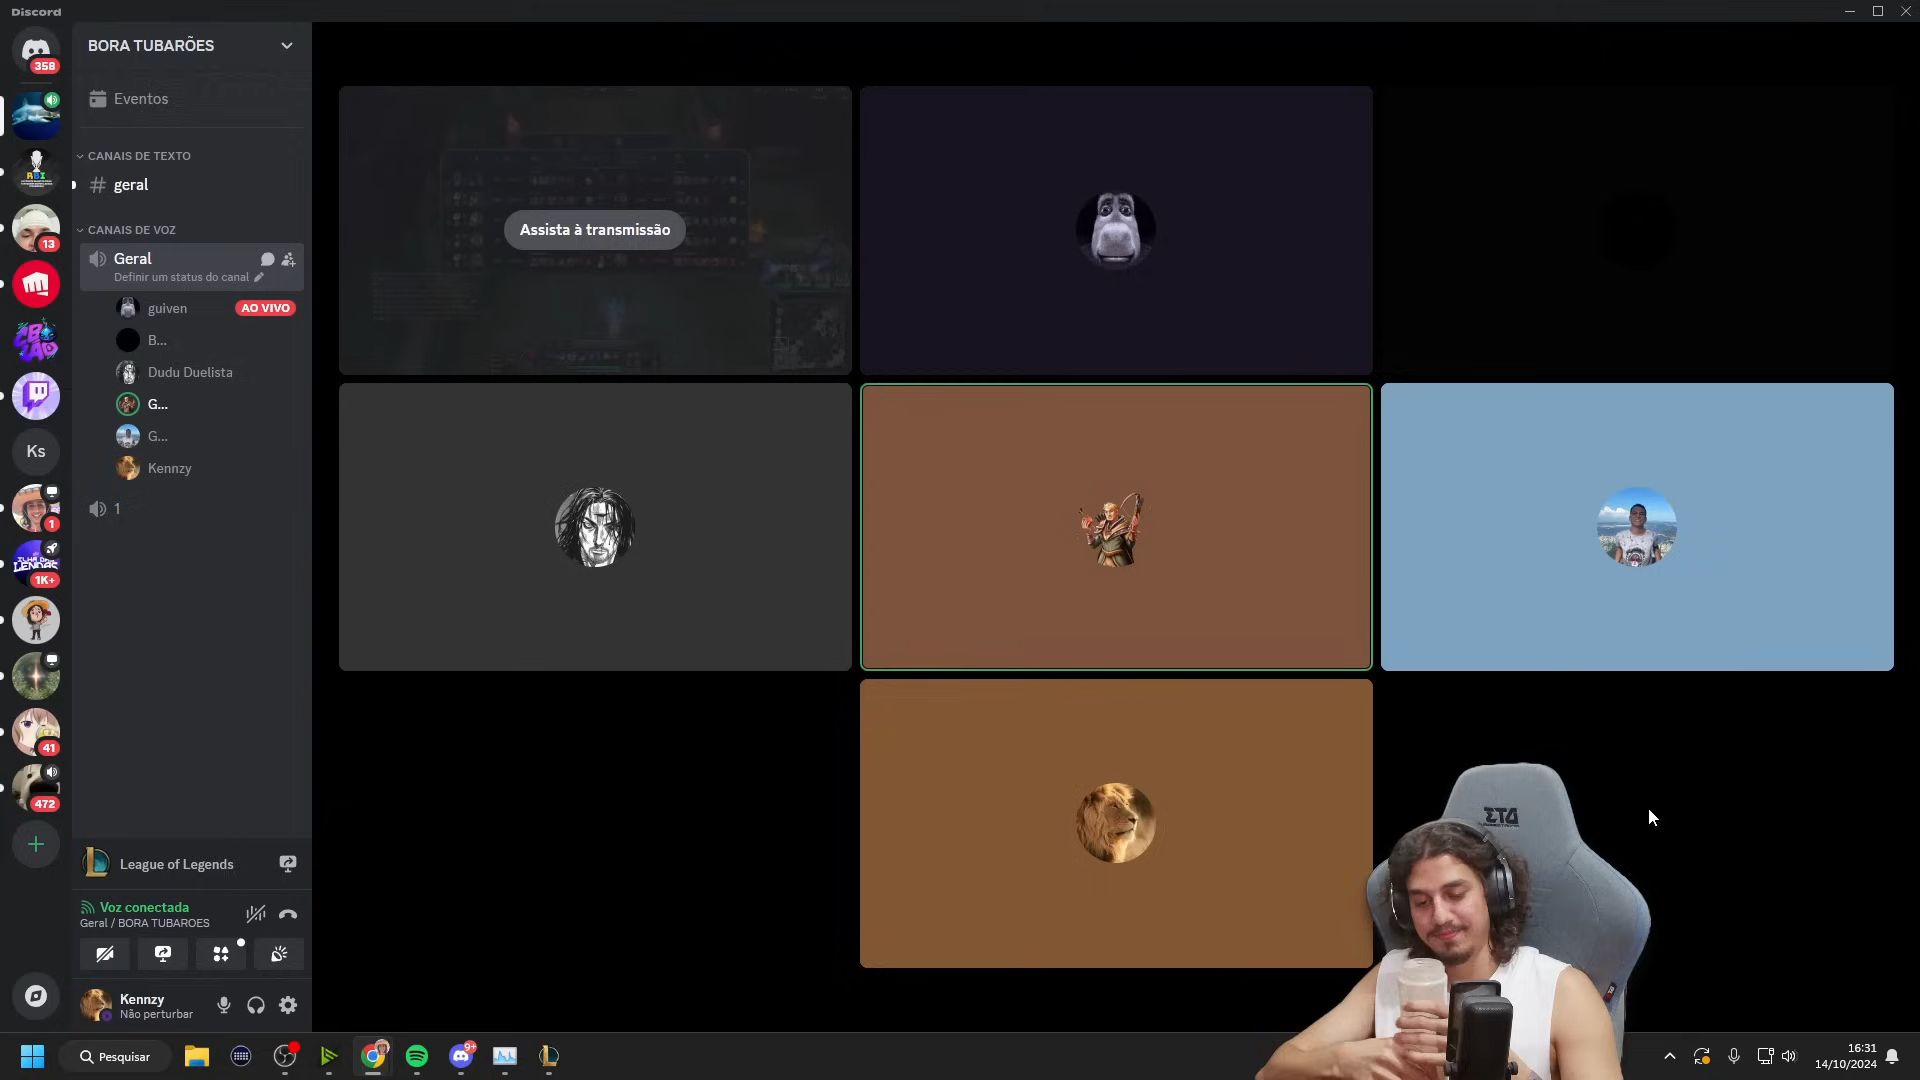 Discord
358
BORA TUBARÕES
Eventos
CANAIS DE TEXTO
geral
CANAIS DE VOZ
Geral
Definir um status do canal
guiven
AO VIVO
B...
Dudu Duelista
G...
G...
Kennzy
1
13
Ks
1
1K+
41
472
Assista à transmissão
League of Legends
Voz conectada
Geral / BORA TUBARÕES
Kennzy
Não perturbar
Pesquisar
9+
16:31
14/10/2024